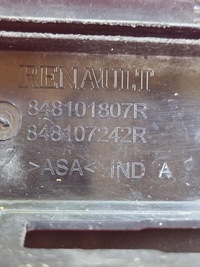 RENAULT
848101807R
848107242R
>ASA< IND A